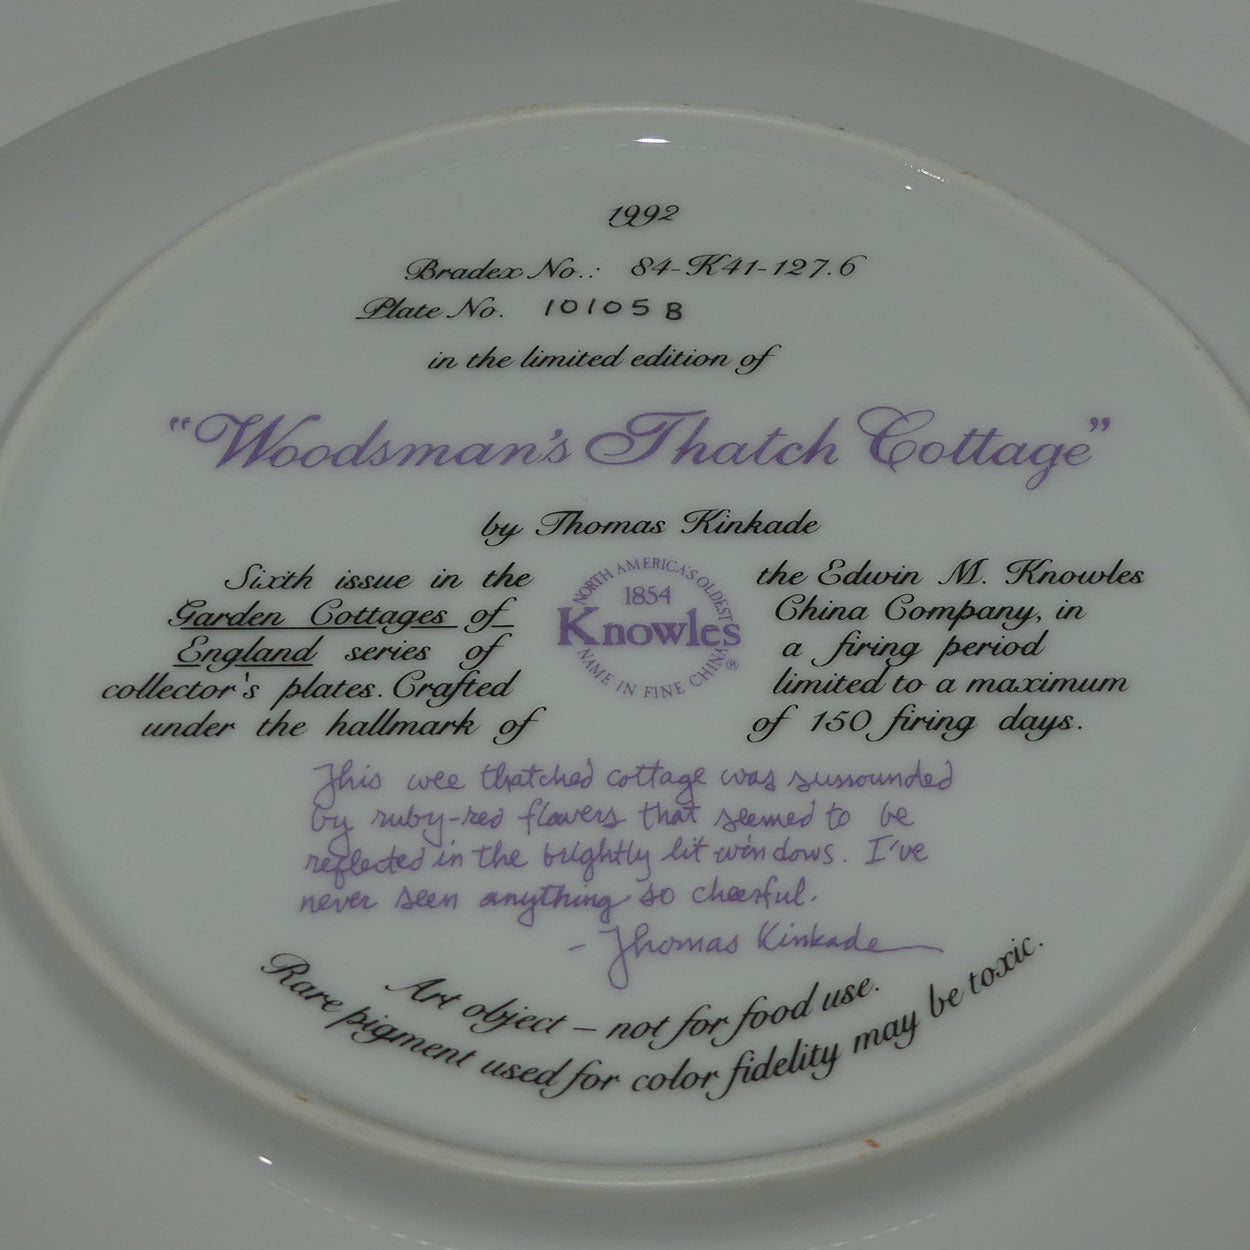 1992
Bradex No.: 84-K41-127.6
Plate No. 10105B
in the limited edition of
"Woodsman's Thatch Cottage"
by Thomas Kinkade
Sixth issue in the
Garden Cottages of
England series of
collector's plates. Crafted
under the hallmark of
NORTH AMERICA'S OLDEST
1854
Knowles
NAME IN FINE CHINA ®
the Edwin M. Knowles
China Company, in
a firing period
limited to a maximum
of 150 firing days.
This wee thatched cottage was surrounded
by ruby-red flowers that seemed to be
reflected in the brightly lit windows. I've
never seen anything so cheerful.
- Thomas Kinkade
Art object – not for food use.
Rare pigment used for color fidelity may be toxic.